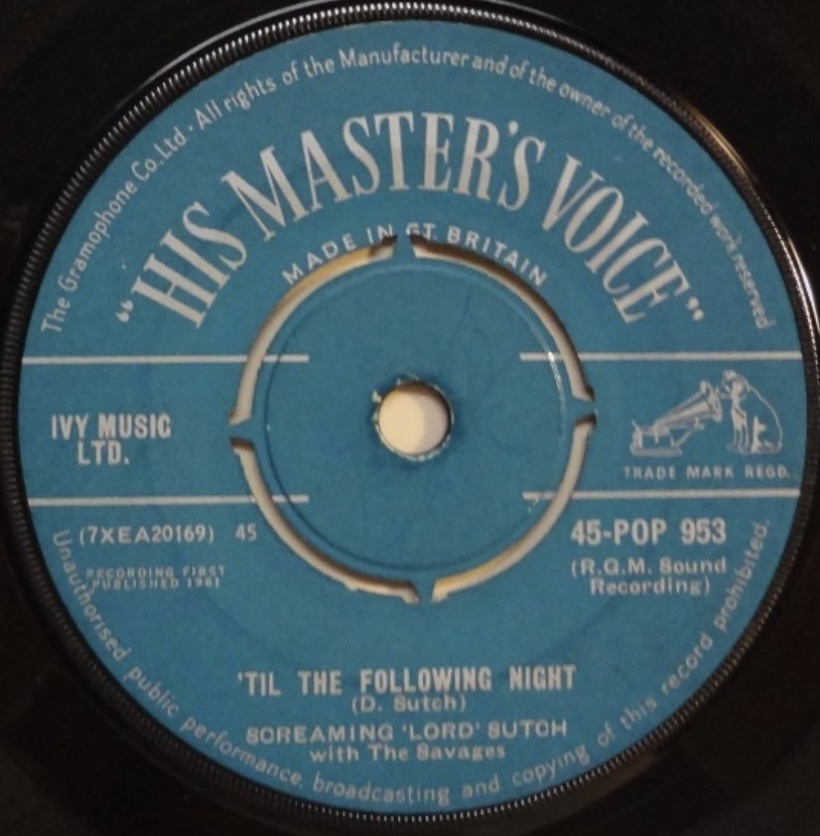 The Gramophone Co. Ltd · All rights of the Manufacturer and of the owner of the recorded work reserved
"HIS MASTER'S VOICE"
MADE IN GT. BRITAIN
IVY MUSIC
LTD.
TRADE MARK REGD.
(7XEA20169) 45
45-POP 953
RECORDING FIRST
PUBLISHED 1961
(R.G.M. Sound
Recording)
'TIL THE FOLLOWING NIGHT
(D. Sutch)
SCREAMING 'LORD' SUTCH
with The Savages
Unauthorised public performance, broadcasting and copying of this record prohibited.